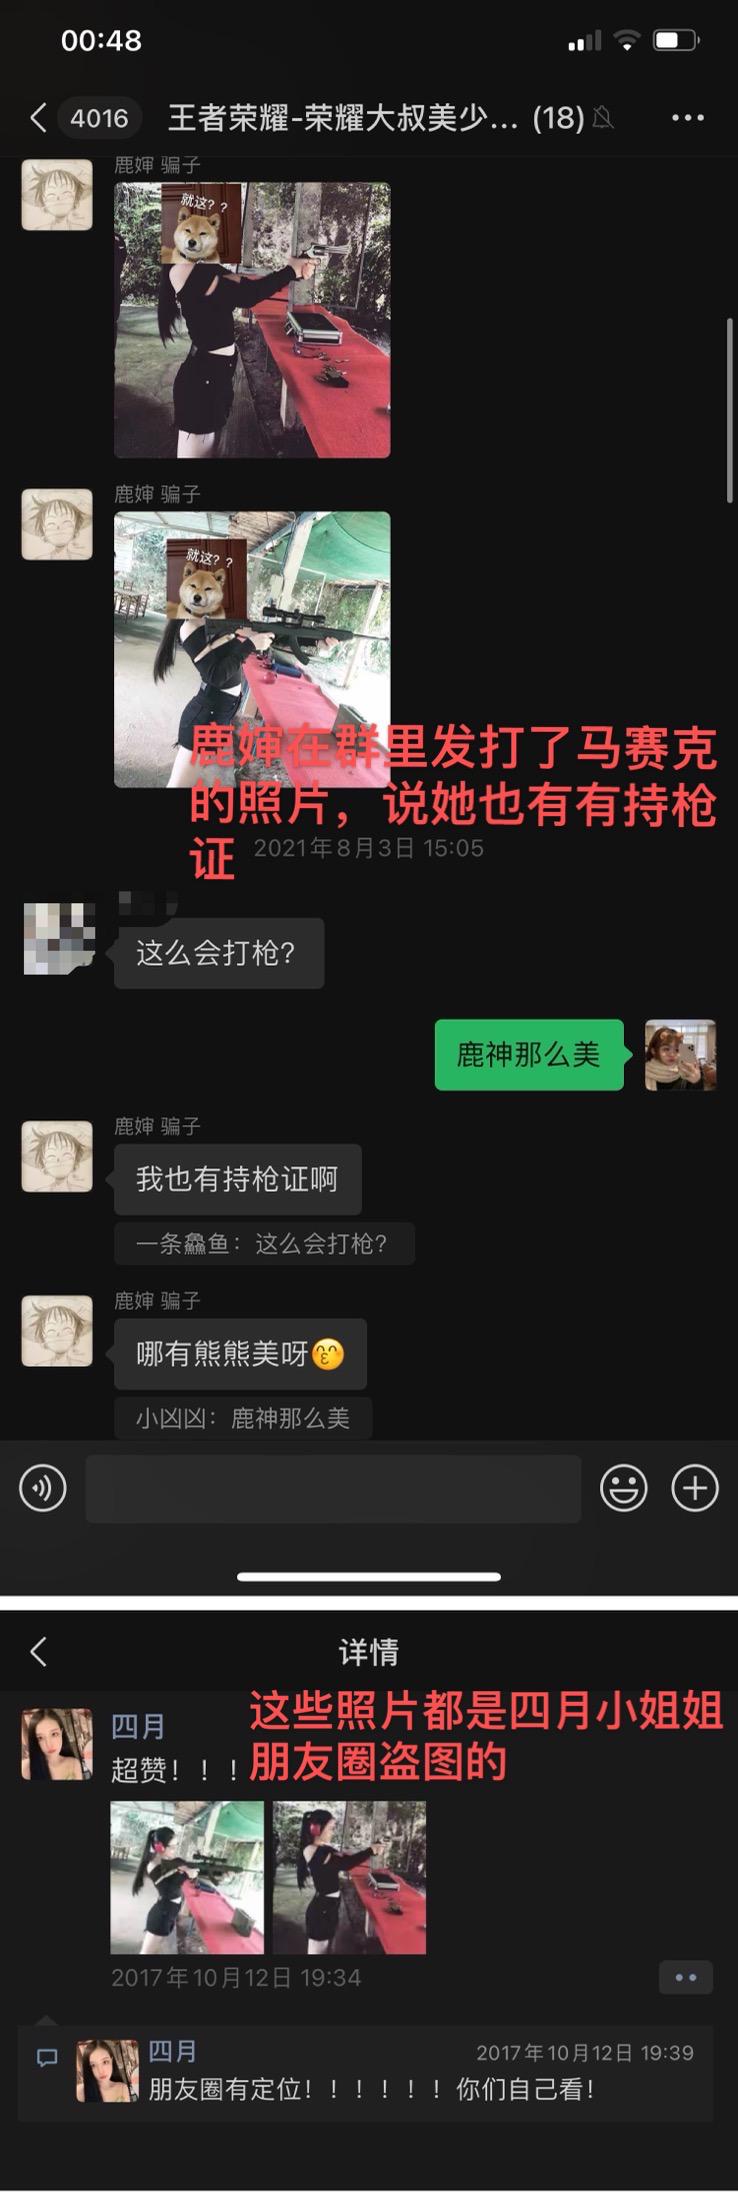 00:48
4016
王者荣耀-荣耀大叔美少... (18)
鹿婶 骗子
就这？？
鹿婶 骗子
就这？？
鹿婶在群里发打了马赛克
的照片，说她也有有持枪
证
2021年8月3日 15:05
这么会打枪？
鹿神那么美
鹿婶 骗子
我也有持枪证啊
一条鱻鱼：这么会打枪？
鹿婶 骗子
哪有熊熊美呀😙
小凶凶：鹿神那么美
详情
这些照片都是四月小姐姐
朋友圈盗图的
四月
超赞！！！
2017年10月12日 19:34
四月
2017年10月12日 19:39
朋友圈有定位！！！！！！你们自己看！